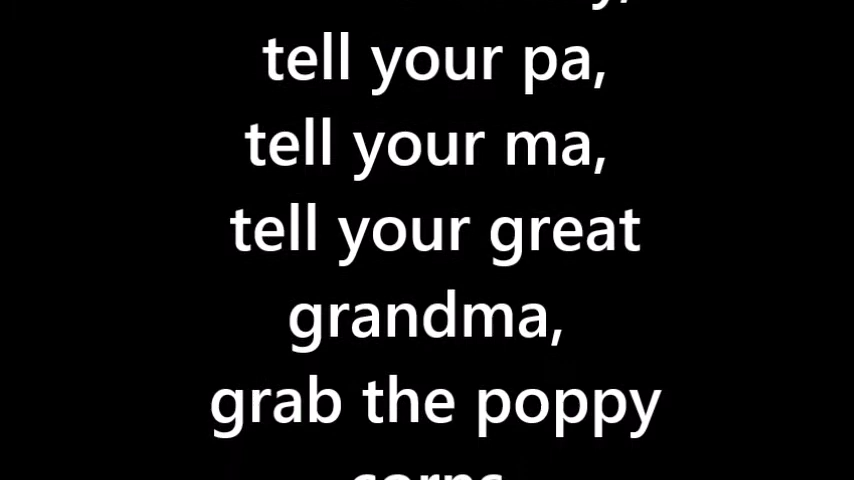 tell your pa,
tell your ma,
tell your great
grandma,
grab the poppy
corns